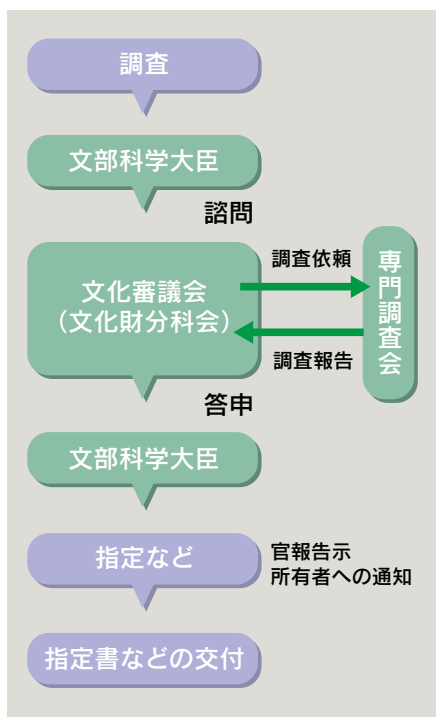 調査
文部科学大臣
諮問
文化審議会
（文化財分科会）
調査依頼
専門調査会
調査報告
答申
文部科学大臣
指定など
官報告示
所有者への通知
指定書などの交付